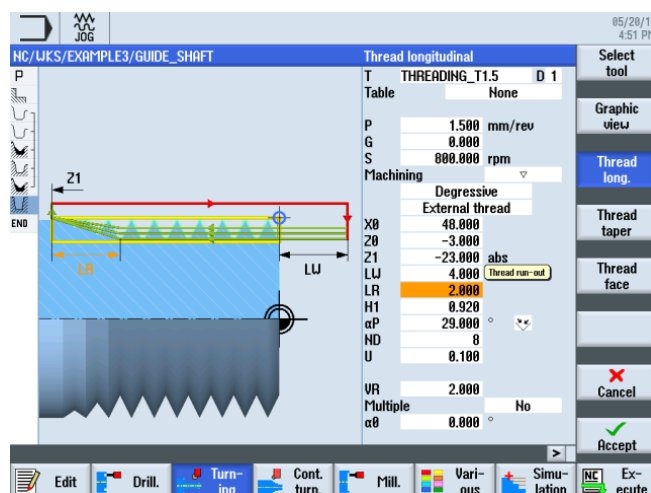 JOG
05/20/1
4:51 PM
NC/WKS/EXAMPLE3/GUIDE_SHAFT
Thread longitudinal
Select
tool
P
T THREADING_T1.5 D 1
Table None
Graphic
view
P 1.500 mm/rev
G 0.000
S 800.000 rpm
Machining ▽
Thread
long.
Degressive
External thread
Z1
X0 48.000
Z0 -3.000
Z1 -23.000 abs
LW 4.000 Thread run-out
LR 2.000
H1 0.920
αP 29.000 °
ND 8
U 0.100
Thread
taper
END
LR
LW
Thread
face
VR 2.000
Multiple No
α0 0.000 °
Cancel
Accept
>
Edit
Drill.
Turn-
ing
Cont.
turn.
Mill.
Vari-
ous
Simu-
lation
NC
Ex-
ecute